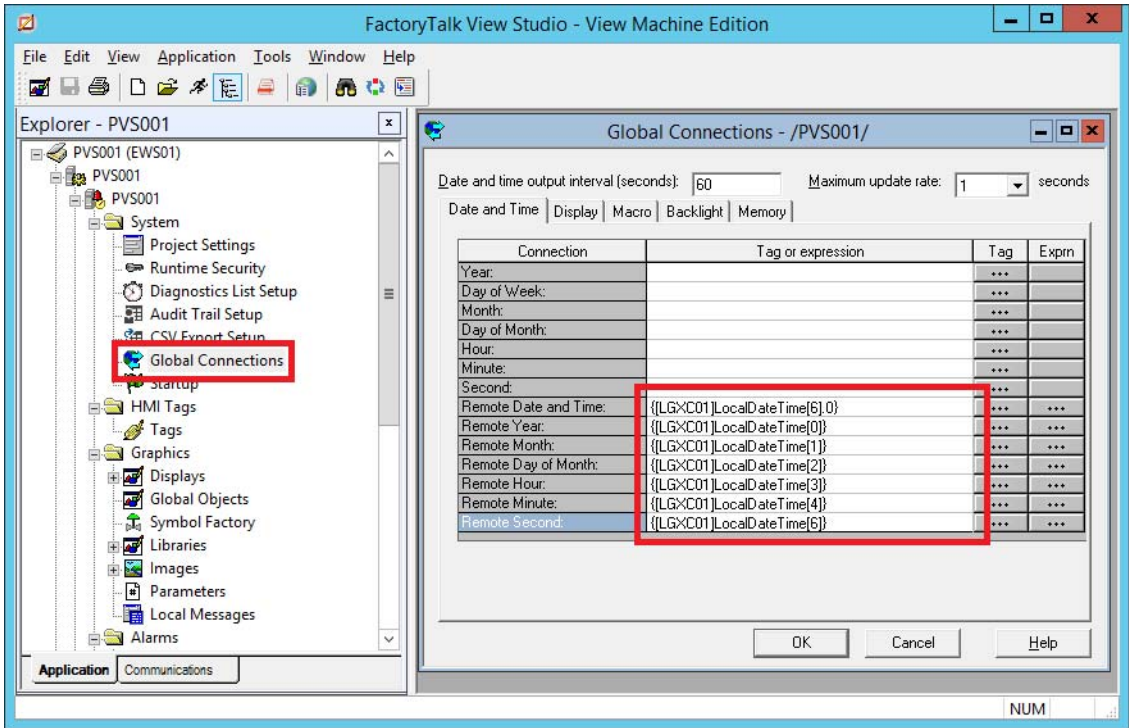 FactoryTalk View Studio - View Machine Edition
File Edit View Application Tools Window Help
Explorer - PVS001
PVS001 (EWS01)
PVS001
PVS001
System
Project Settings
Runtime Security
Diagnostics List Setup
Audit Trail Setup
CSV Export Setup
Global Connections
Startup
HMI Tags
Tags
Graphics
Displays
Global Objects
Symbol Factory
Libraries
Images
Parameters
Local Messages
Alarms
Application Communications
Global Connections - /PVS001/
Date and time output interval (seconds): 60 Maximum update rate: 1 seconds
Date and Time Display Macro Backlight Memory
Connection Tag or expression Tag Exprn
Year:
Day of Week:
Month:
Day of Month:
Hour:
Minute:
Second:
Remote Date and Time: {[LGXC01]LocalDateTime[6].0}
Remote Year: {[LGXC01]LocalDateTime[0]}
Remote Month: {[LGXC01]LocalDateTime[1]}
Remote Day of Month: {[LGXC01]LocalDateTime[2]}
Remote Hour: {[LGXC01]LocalDateTime[3]}
Remote Minute: {[LGXC01]LocalDateTime[4]}
Remote Second: {[LGXC01]LocalDateTime[6]}
OK Cancel Help
NUM